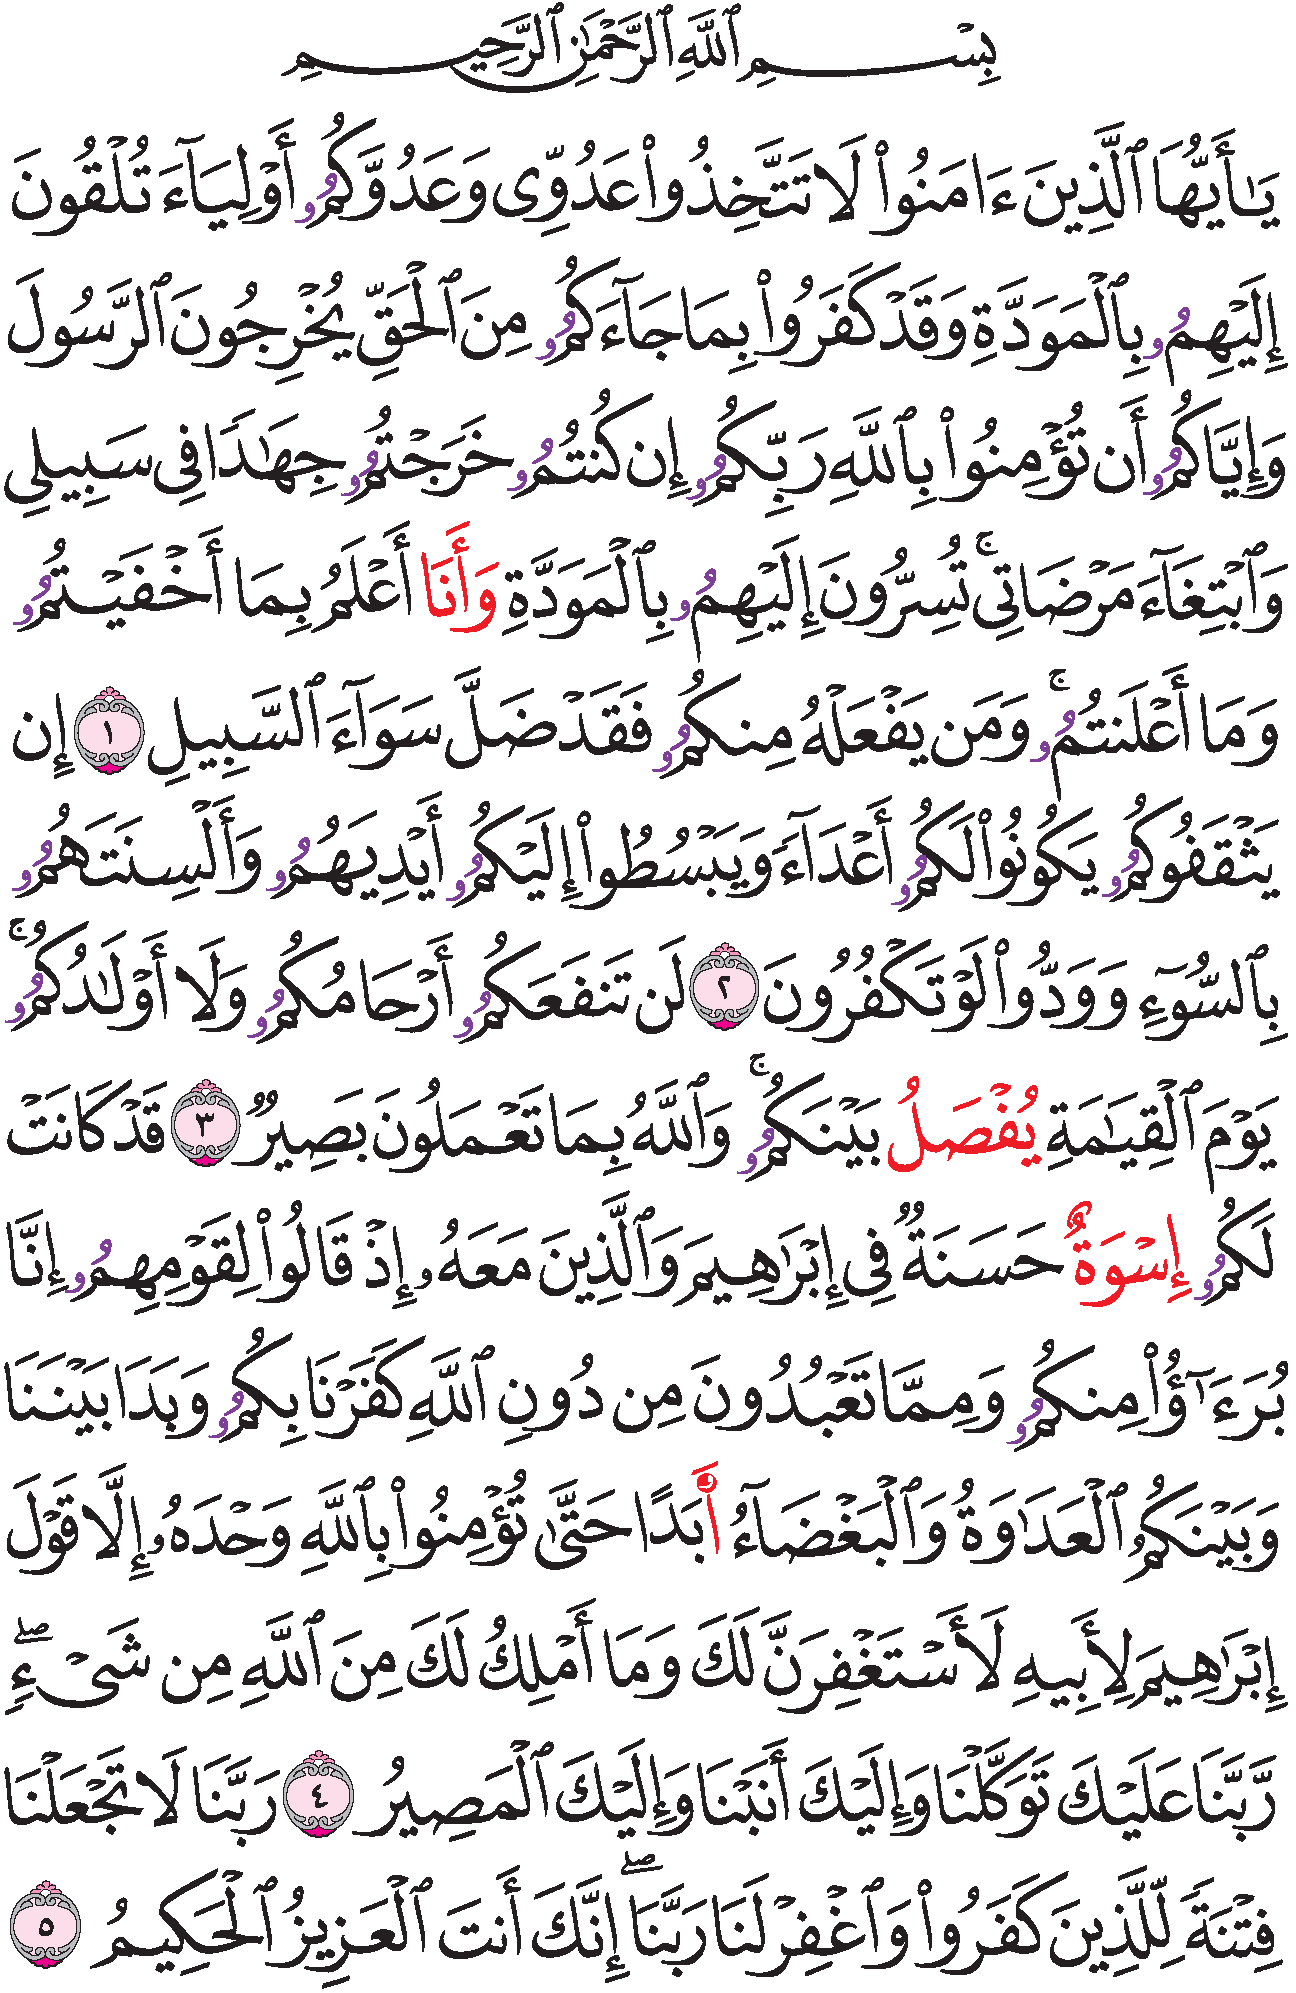 بِسْمِ ٱللَّهِ ٱلرَّحْمَٰنِ ٱلرَّحِيمِ
يَٰٓأَيُّهَا ٱلَّذِينَ ءَامَنُوا۟ لَا تَتَّخِذُوا۟ عَدُوِّى وَعَدُوَّكُمُۥٓ أَوْلِيَآءَ تُلْقُونَ
إِلَيْهِمُۥ بِٱلْمَوَدَّةِ وَقَدْ كَفَرُوا۟ بِمَا جَآءَكُمُۥ مِنَ ٱلْحَقِّ يُخْرِجُونَ ٱلرَّسُولَ
وَإِيَّاكُمُۥٓ أَن تُؤْمِنُوا۟ بِٱللَّهِ رَبِّكُمُۥٓ إِن كُنتُمُۥ خَرَجْتُمُۥ جِهَٰدًا فِى سَبِيلِى
وَٱبْتِغَآءَ مَرْضَاتِى ۚ تُسِرُّونَ إِلَيْهِمُۥ بِٱلْمَوَدَّةِ وَأَنَا أَعْلَمُ بِمَا أَخْفَيْتُمُۥ
وَمَا أَعْلَنتُمُۥ ۚ وَمَن يَفْعَلْهُ مِنكُمُۥ فَقَدْ ضَلَّ سَوَآءَ ٱلسَّبِيلِ ١ إِن
يَثْقَفُوكُمُۥ يَكُونُوا۟ لَكُمُۥٓ أَعْدَآءَ وَيَبْسُطُوا۟ إِلَيْكُمُۥٓ أَيْدِيَهُمُۥ وَأَلْسِنَتَهُمُۥ
بِٱلسُّوٓءِ وَوَدُّوا۟ لَوْ تَكْفُرُونَ ٢ لَن تَنفَعَكُمُۥٓ أَرْحَامُكُمُۥ وَلَا أَوْلَٰدُكُمُۥ ۚ
يَوْمَ ٱلْقِيَٰمَةِ يُفْصَلُ بَيْنَكُمُۥ ۚ وَٱللَّهُ بِمَا تَعْمَلُونَ بَصِيرٌ ٣ قَدْ كَانَتْ
لَكُمُۥٓ إِسْوَةٌ حَسَنَةٌ فِى إِبْرَٰهِيمَ وَٱلَّذِينَ مَعَهُۥ إِذْ قَالُوا۟ لِقَوْمِهِمُۥٓ إِنَّا
بُرَءَٰٓؤُا۟ مِنكُمُۥ وَمِمَّا تَعْبُدُونَ مِن دُونِ ٱللَّهِ كَفَرْنَا بِكُمُۥ وَبَدَا بَيْنَنَا
وَبَيْنَكُمُ ٱلْعَدَٰوَةُ وَٱلْبَغْضَآءُ أَبَدًا حَتَّىٰ تُؤْمِنُوا۟ بِٱللَّهِ وَحْدَهُۥ إِلَّا قَوْلَ
إِبْرَٰهِيمَ لِأَبِيهِ لَأَسْتَغْفِرَنَّ لَكَ وَمَا أَمْلِكُ لَكَ مِنَ ٱللَّهِ مِن شَىْءٍ ۖ
رَّبَّنَا عَلَيْكَ تَوَكَّلْنَا وَإِلَيْكَ أَنَبْنَا وَإِلَيْكَ ٱلْمَصِيرُ ٤ رَبَّنَا لَا تَجْعَلْنَا
فِتْنَةً لِّلَّذِينَ كَفَرُوا۟ وَٱغْفِرْ لَنَا رَبَّنَا ۖ إِنَّكَ أَنتَ ٱلْعَزِيزُ ٱلْحَكِيمُ ٥